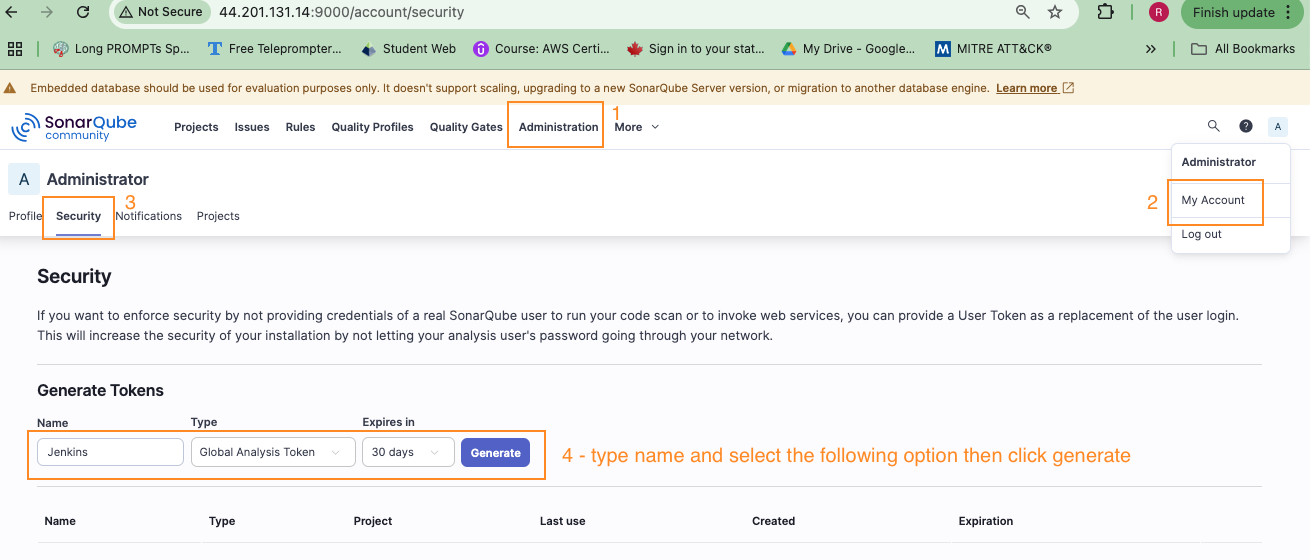 Not Secure 44.201.131.14:9000/account/security R Finish update
Long PROMPTs Sp... Free Teleprompter... Student Web Course: AWS Certi... Sign in to your stat... My Drive - Google... MITRE ATT&CK® » All Bookmarks
Embedded database should be used for evaluation purposes only. It doesn't support scaling, upgrading to a new SonarQube Server version, or migration to another database engine. Learn more
SonarQube community Projects Issues Rules Quality Profiles Quality Gates Administration 1 More ? A
A Administrator
Administrator
3
2 My Account
Profile Security Notifications Projects
Log out
Security
If you want to enforce security by not providing credentials of a real SonarQube user to run your code scan or to invoke web services, you can provide a User Token as a replacement of the user login.
This will increase the security of your installation by not letting your analysis user's password going through your network.
Generate Tokens
Name Type Expires in
Jenkins Global Analysis Token 30 days Generate 4 - type name and select the following option then click generate
Name Type Project Last use Created Expiration